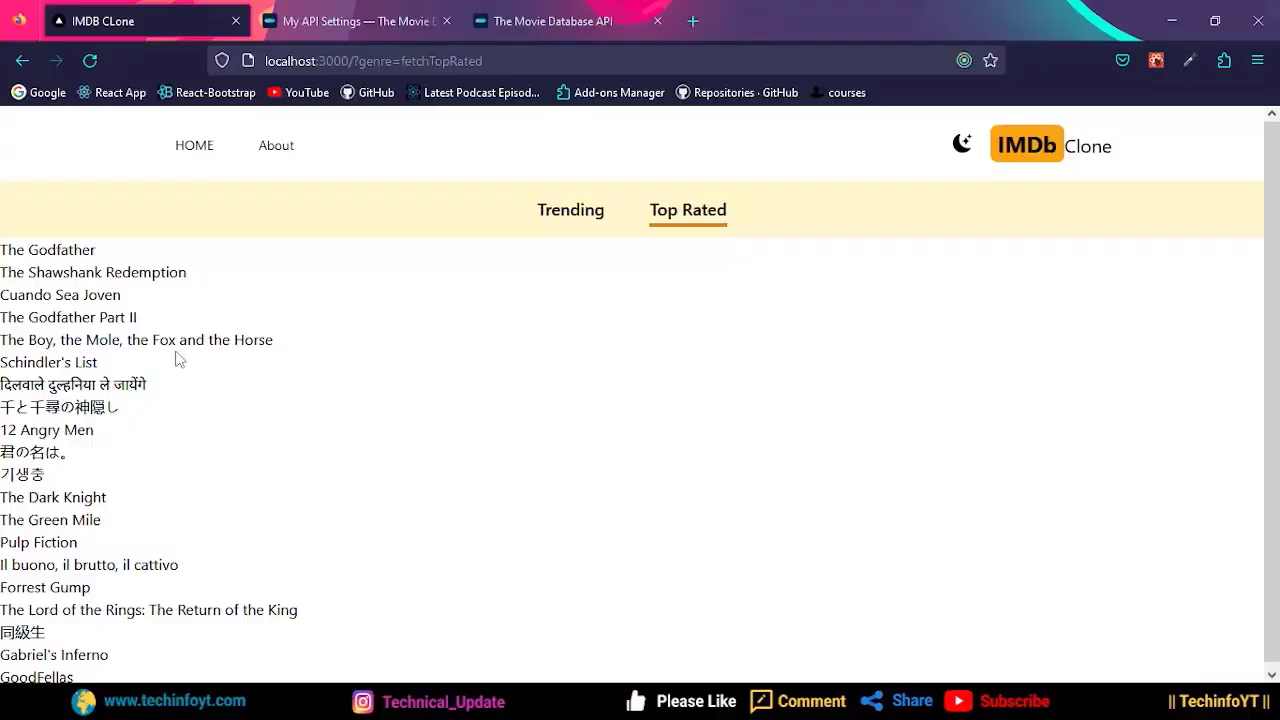 IMDB CLone
My API Settings — The Movie D
The Movie Database API
localhost:3000/?genre=fetchTopRated
Google React App React-Bootstrap YouTube GitHub Latest Podcast Episod... Add-ons Manager Repositories · GitHub courses
HOME About IMDb Clone
Trending Top Rated
The Godfather
The Shawshank Redemption
Cuando Sea Joven
The Godfather Part II
The Boy, the Mole, the Fox and the Horse
Schindler's List
दिलवाले दुल्हनिया ले जायेंगे
千と千尋の神隠し
12 Angry Men
君の名は。
기생충
The Dark Knight
The Green Mile
Pulp Fiction
Il buono, il brutto, il cattivo
Forrest Gump
The Lord of the Rings: The Return of the King
同級生
Gabriel's Inferno
GoodFellas
www.techinfoyt.com Technical_Update Please Like Comment Share Subscribe || TechinfoYT ||